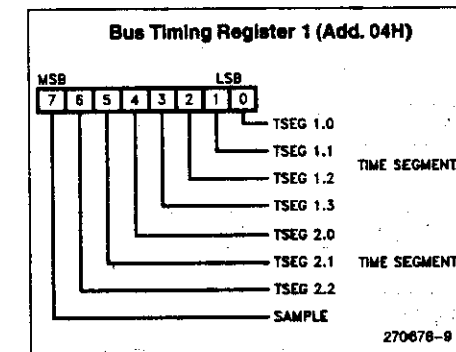 Bus Timing Register 1 (Add. 04H)
MSB LSB
7 6 5 4 3 2 1 0
TSEG 1.0
TSEG 1.1
TIME SEGMENT
TSEG 1.2
TSEG 1.3
TSEG 2.0
TSEG 2.1 TIME SEGMENT
TSEG 2.2
SAMPLE
270678-9